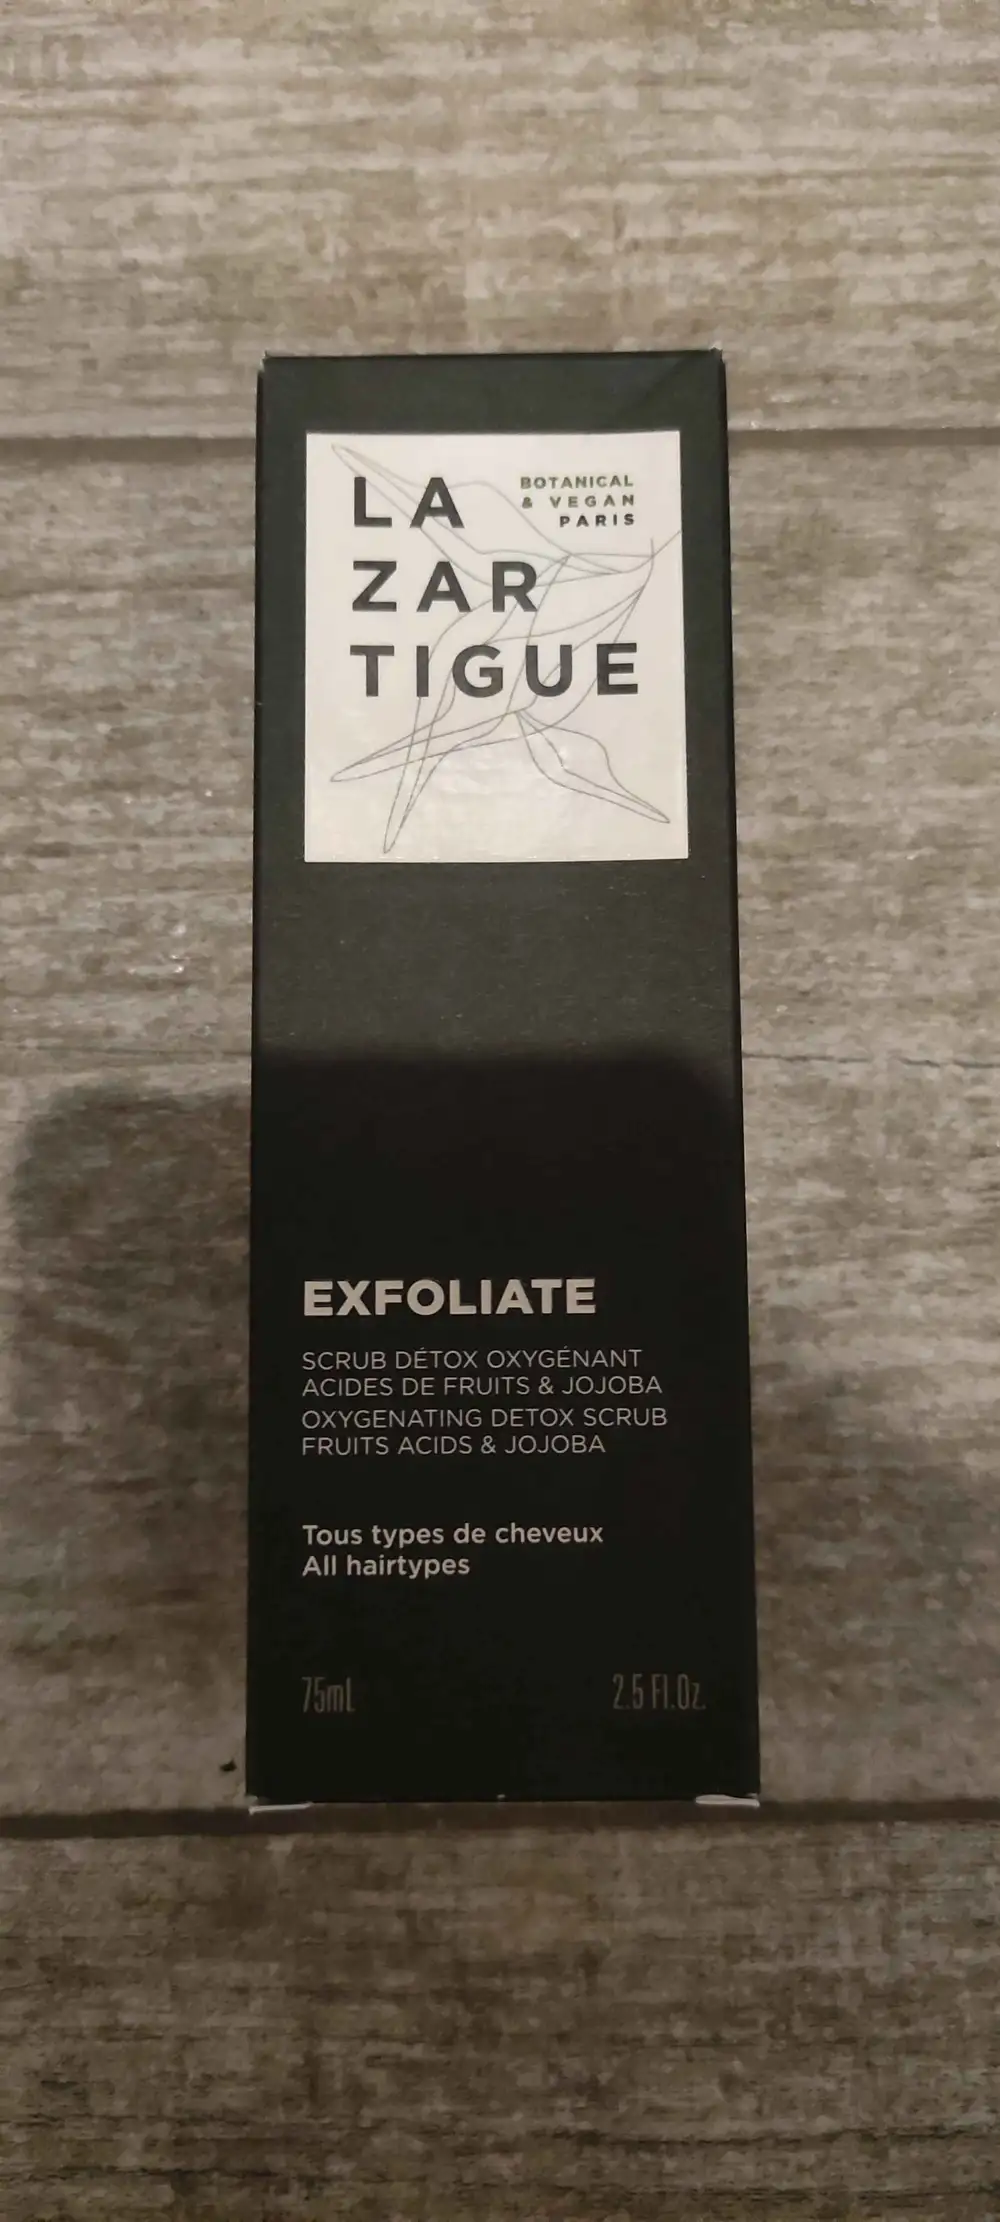 LA
ZAR
TIGUE
BOTANICAL
& VEGAN
PARIS
EXFOLIATE
SCRUB DÉTOX OXYGÉNANT
ACIDES DE FRUITS & JOJOBA
OXYGENATING DETOX SCRUB
FRUITS ACIDS & JOJOBA
Tous types de cheveux
All hairtypes
75mL 2.5 Fl.Oz.